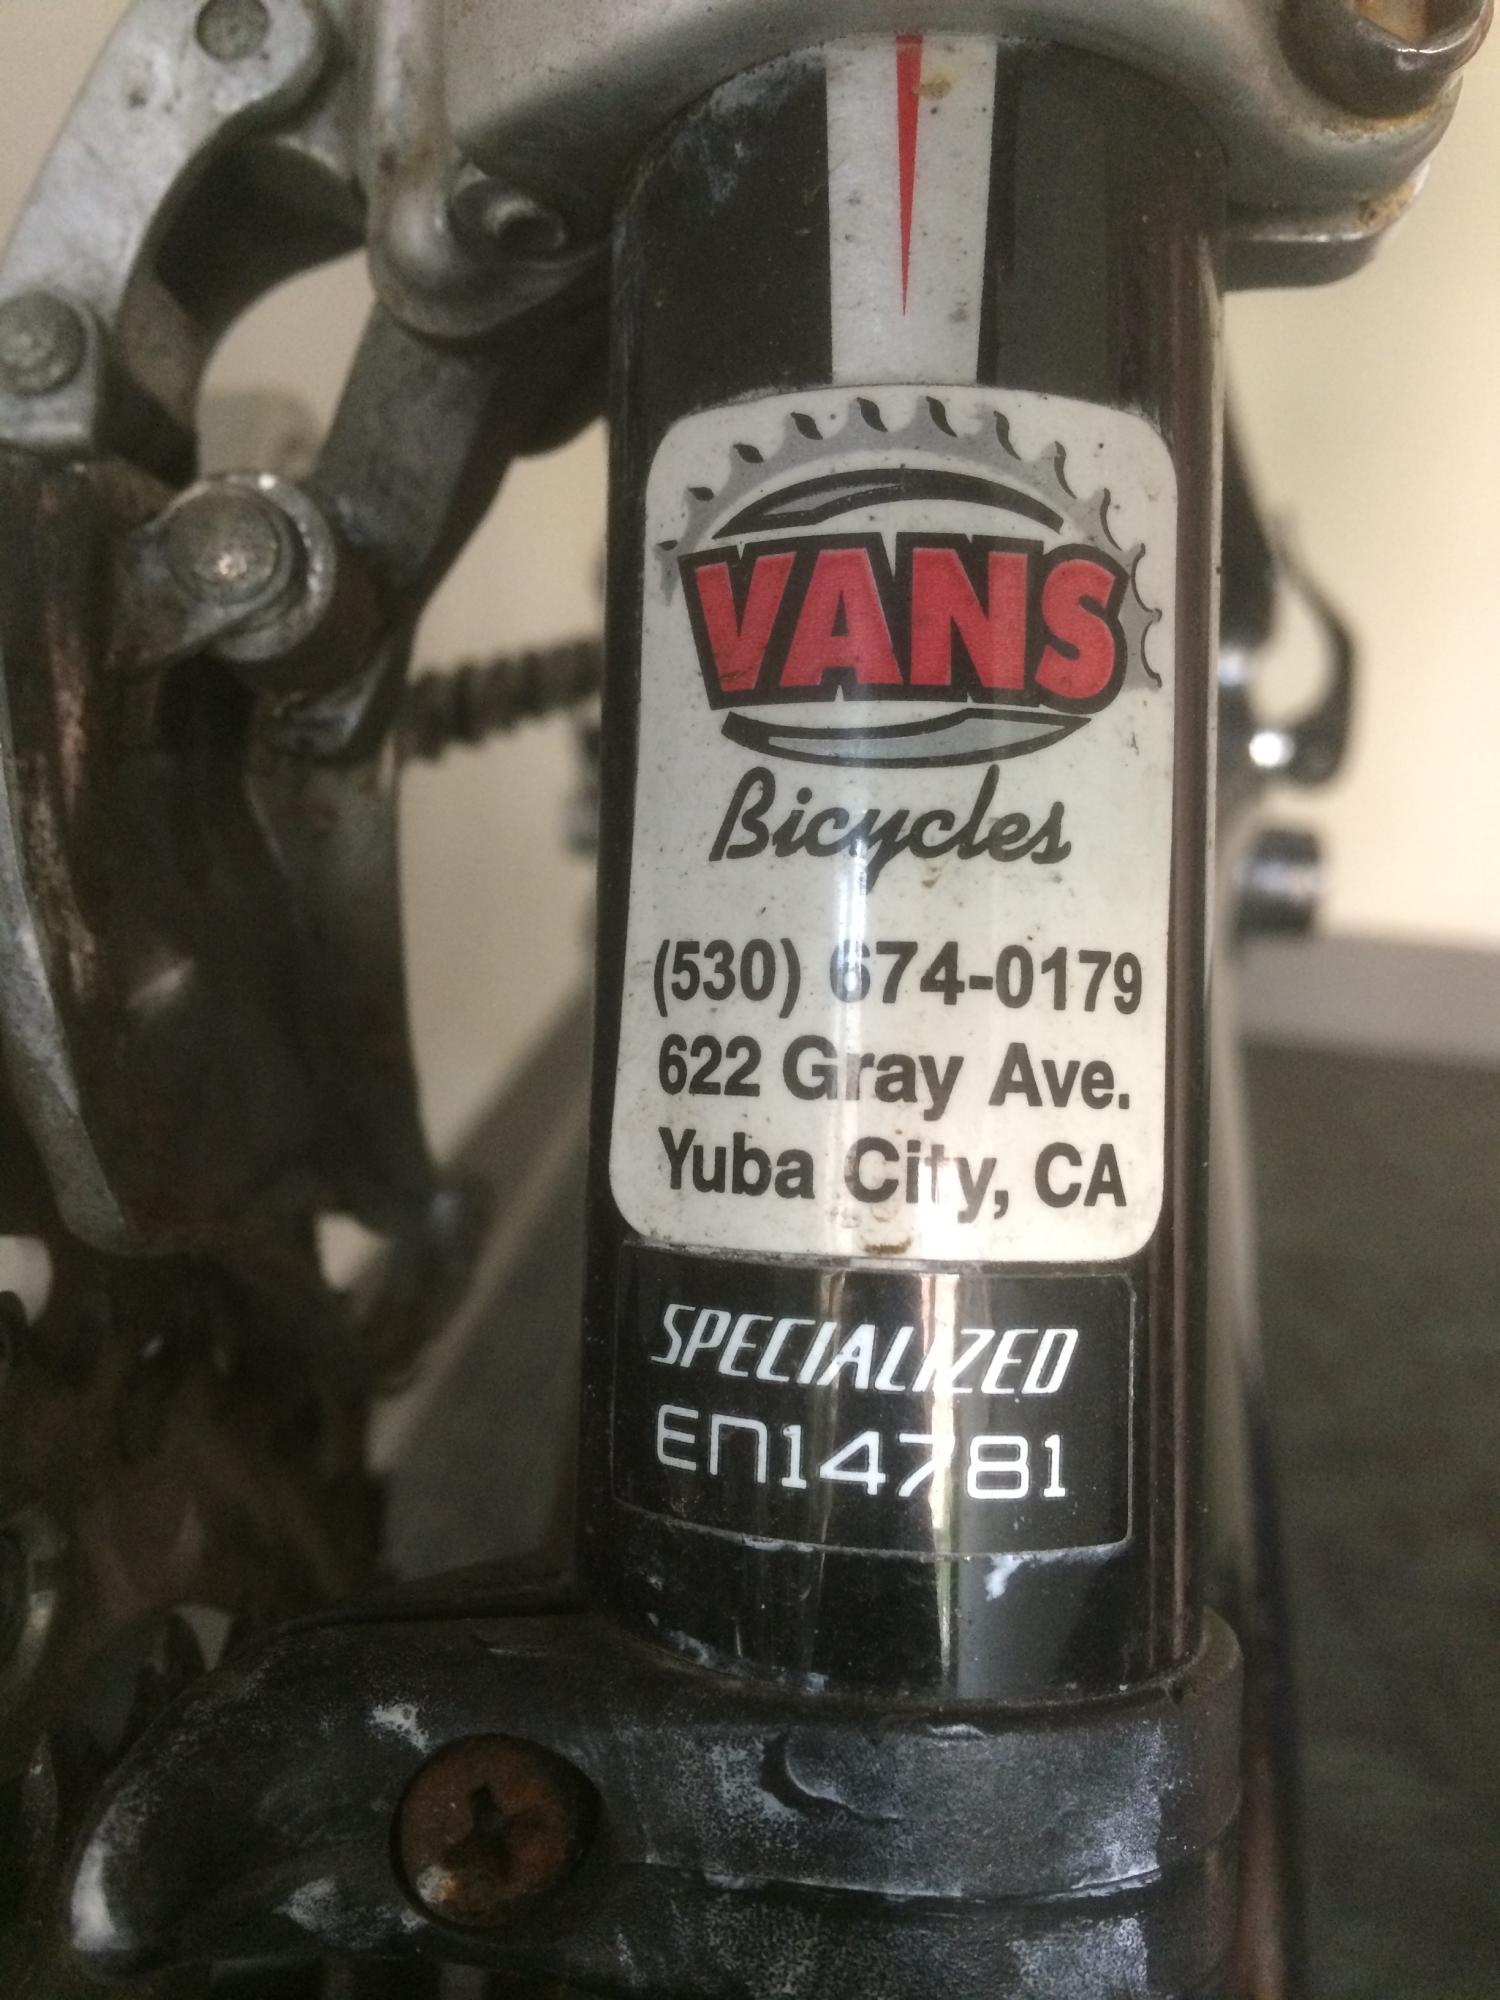 VANS
Bicycles
(530) 674-0179
622 Gray Ave.
Yuba City, CA
SPECIALIZED
EN14781